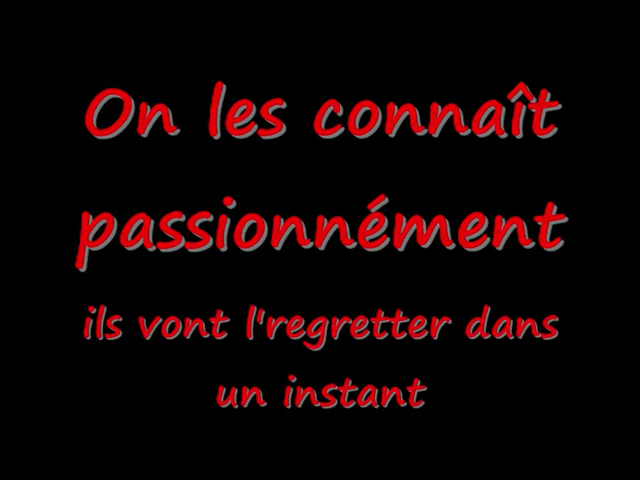 On les connaît
passionnément
ils vont l'regretter dans
un instant